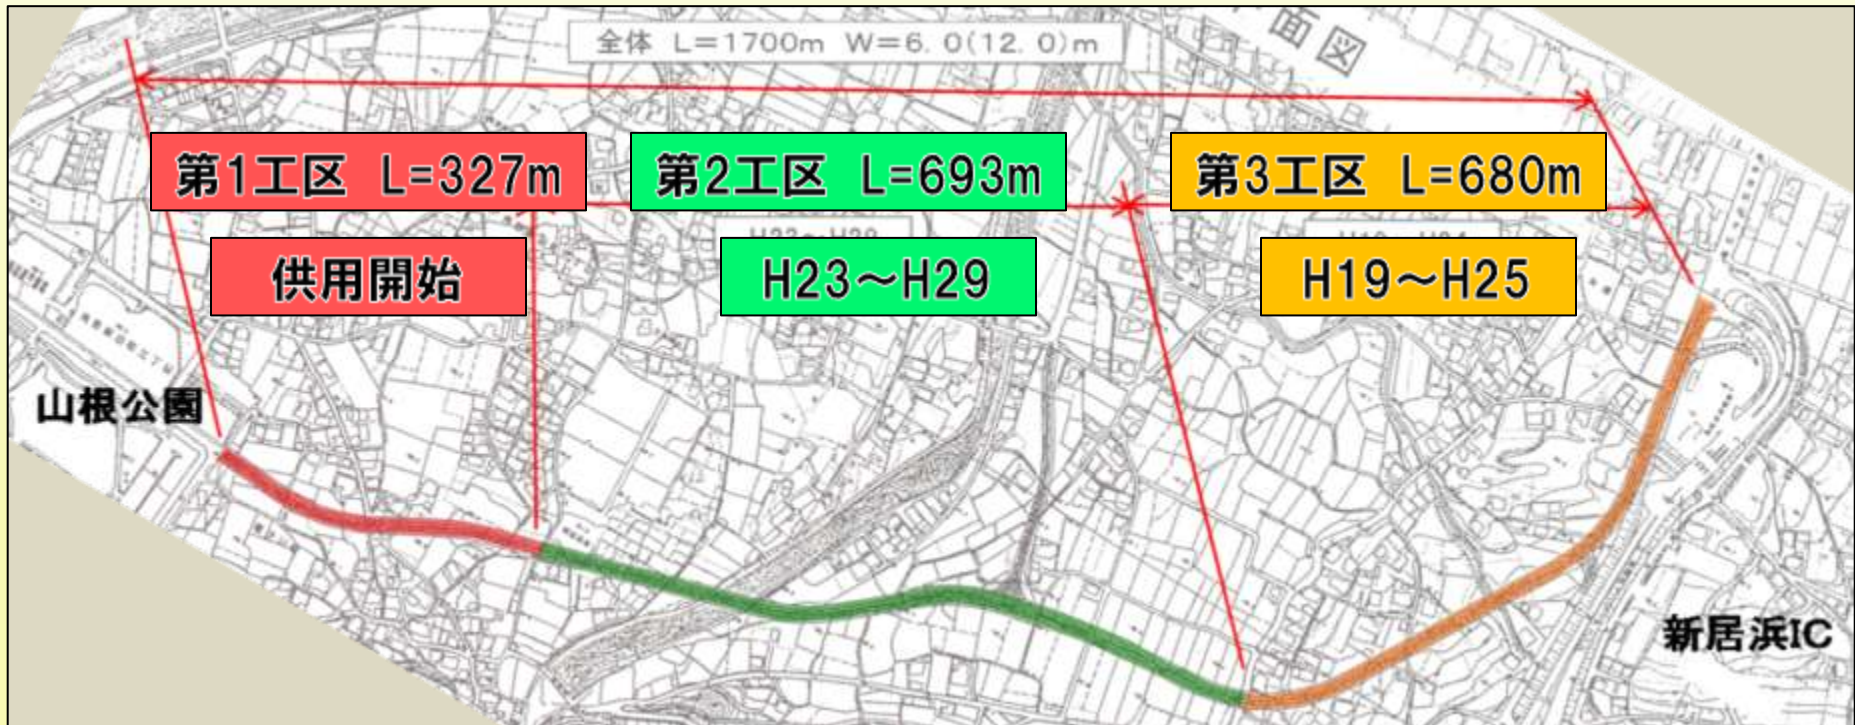 面図
全体 L=1700m W=6.0(12.0)m
第1工区 L=327m
第2工区 L=693m
第3工区 L=680m
供用開始
H23～H29
H19～H25
山根公園
新居浜IC